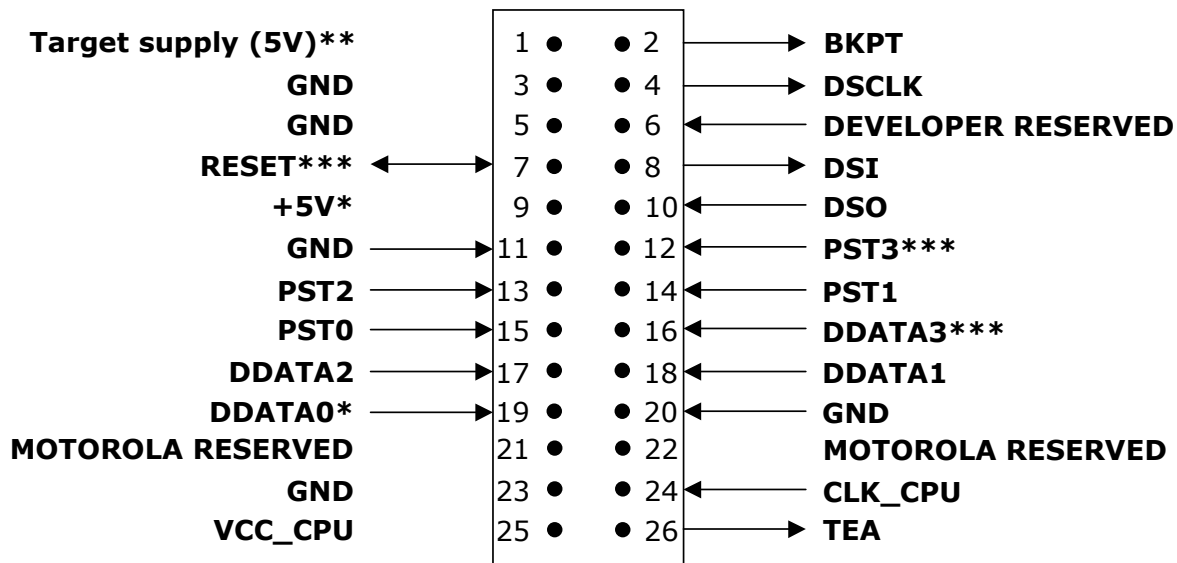 Target supply (5V)** 1 2 BKPT
GND 3 4 DSCLK
GND 5 6 DEVELOPER RESERVED
RESET*** 7 8 DSI
+5V* 9 10 DSO
GND 11 12 PST3***
PST2 13 14 PST1
PST0 15 16 DDATA3***
DDATA2 17 18 DDATA1
DDATA0* 19 20 GND
MOTOROLA RESERVED 21 22 MOTOROLA RESERVED
GND 23 24 CLK_CPU
VCC_CPU 25 26 TEA